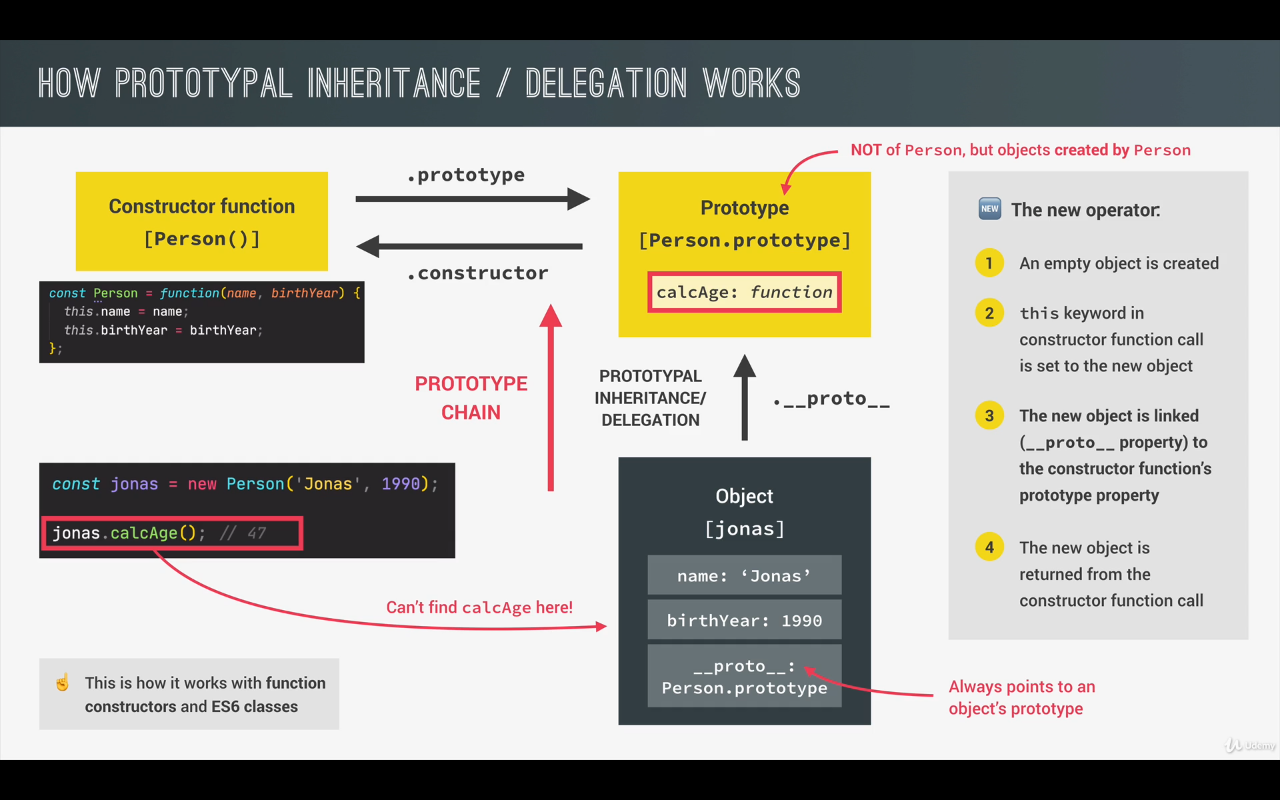 HOW PROTOTYPAL INHERITANCE / DELEGATION WORKS
NOT of Person, but objects created by Person
Constructor function
[Person()]
.prototype
.constructor
Prototype
[Person.prototype]
calcAge: function
const Person = function(name, birthYear) {
this.name = name;
this.birthYear = birthYear;
};
PROTOTYPE
CHAIN
PROTOTYPAL
INHERITANCE/
DELEGATION
.__proto__
const jonas = new Person('Jonas', 1990);
jonas.calcAge(); // 47
Can't find calcAge here!
Object
[jonas]
name: ‘Jonas’
birthYear: 1990
__proto__:
Person.prototype
Always points to an
object's prototype
☝ This is how it works with function
constructors and ES6 classes
NEW The new operator:
1 An empty object is created
2 this keyword in
constructor function call
is set to the new object
3 The new object is linked
(__proto__ property) to
the constructor function's
prototype property
4 The new object is
returned from the
constructor function call
Udemy